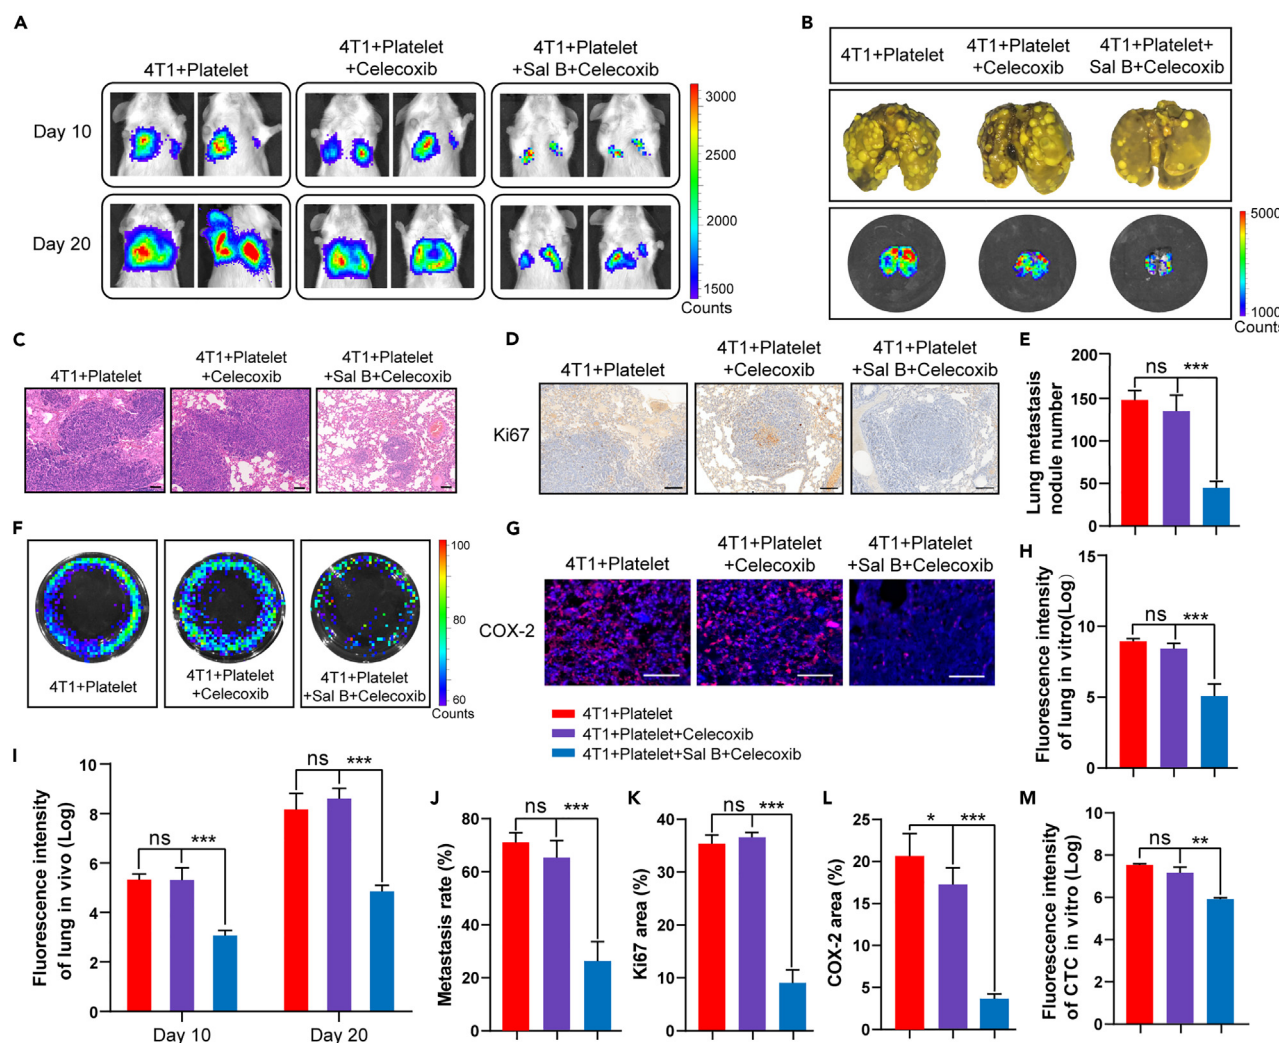 A
4T1+Platelet
4T1+Platelet
+Celecoxib
4T1+Platelet
+Sal B+Celecoxib
Day 10
Day 20
3000
2500
2000
1500
Counts
B
4T1+Platelet
4T1+Platelet
+Celecoxib
4T1+Platelet+
Sal B+Celecoxib
5000
1000
Counts
C
4T1+Platelet
4T1+Platelet
+Celecoxib
4T1+Platelet
+Sal B+Celecoxib
D
4T1+Platelet
4T1+Platelet
+Celecoxib
4T1+Platelet
+Sal B+Celecoxib
Ki67
E
Lung metastasis
nodule number
200
150
100
50
0
ns
***
F
4T1+Platelet
4T1+Platelet
+Celecoxib
4T1+Platelet
+Sal B+Celecoxib
100
80
60
Counts
G
4T1+Platelet
4T1+Platelet
+Celecoxib
4T1+Platelet
+Sal B+Celecoxib
COX-2
4T1+Platelet
4T1+Platelet+Celecoxib
4T1+Platelet+Sal B+Celecoxib
H
Fluorescence intensity
of lung in vitro(Log)
15
10
5
0
ns
***
I
Fluorescence intensity
of lung in vivo (Log)
10
8
6
4
2
0
ns
***
ns
***
Day 10
Day 20
J
Metastasis rate (%)
80
60
40
20
0
ns
***
K
Ki67 area (%)
40
30
20
10
0
ns
***
L
COX-2 area (%)
25
20
15
10
5
0
*
***
M
Fluorescence intensity
of CTC in vitro (Log)
10
8
6
4
2
0
ns
**